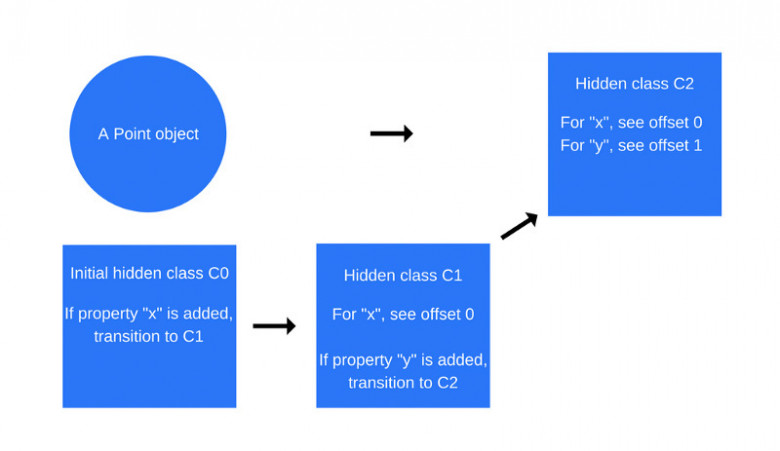 A Point object
Hidden class C2
For "x", see offset 0
For "y", see offset 1
Initial hidden class C0
If property "x" is added,
transition to C1
Hidden class C1
For "x", see offset 0
If property "y" is added,
transition to C2